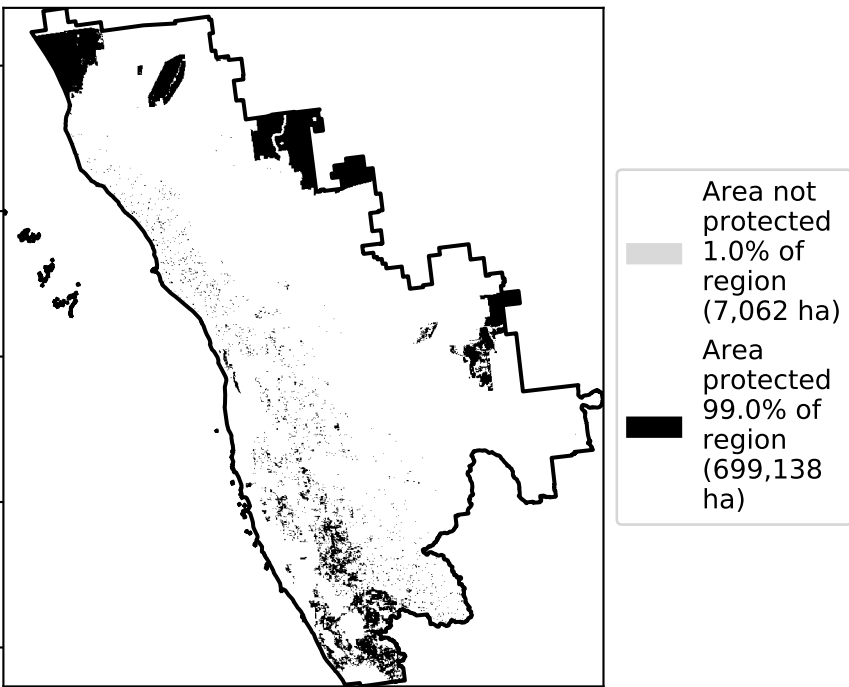 Area not
protected
1.0% of
region
(7,062 ha)
Area
protected
99.0% of
region
(699,138
ha)